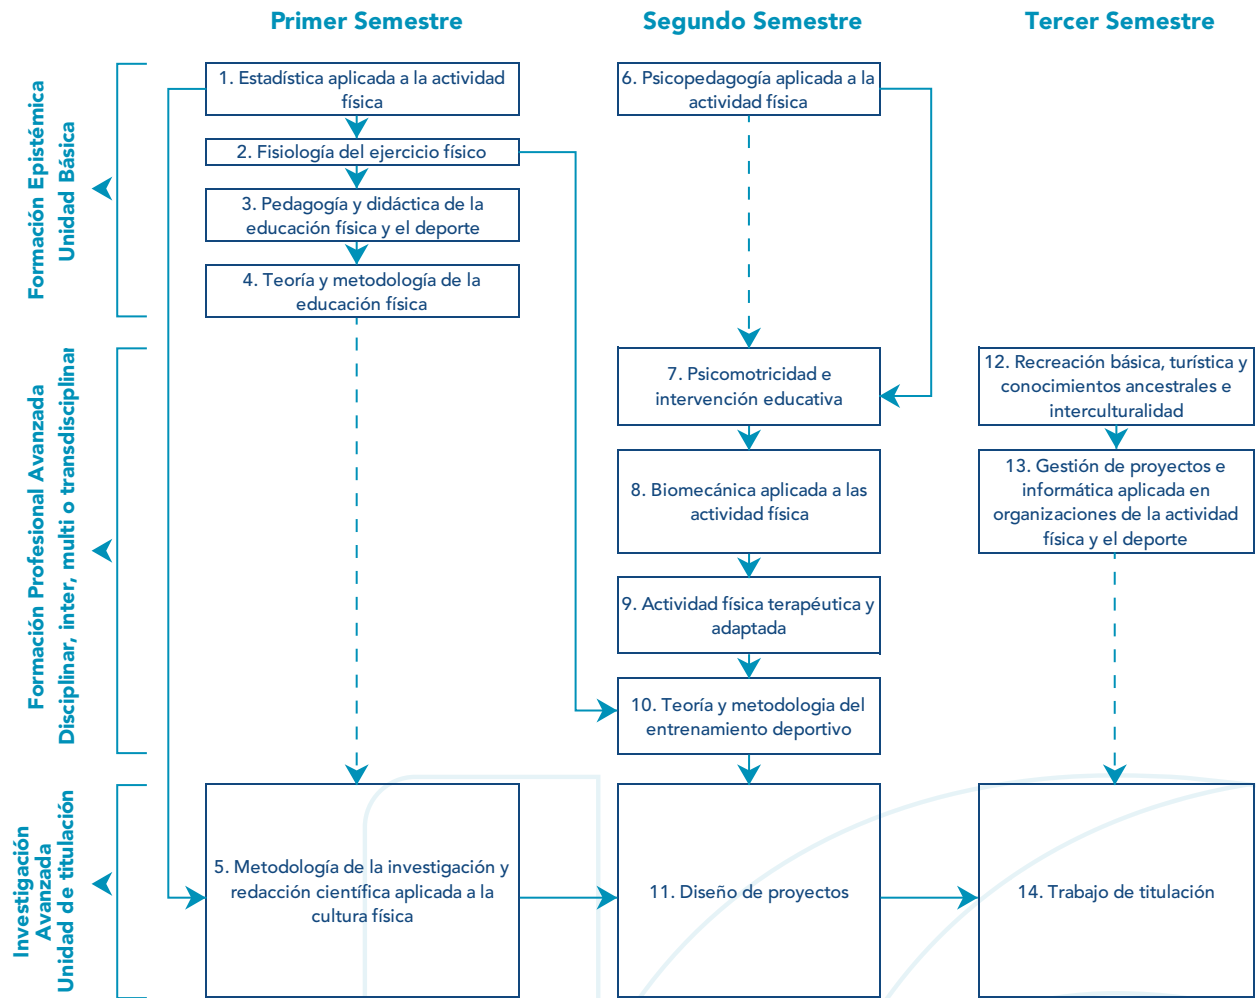 Primer Semestre
Segundo Semestre
Tercer Semestre
Formación Epistémica
Unidad Básica
1. Estadística aplicada a la actividad
física
2. Fisiología del ejercicio físico
3. Pedagogía y didáctica de la
educación física y el deporte
4. Teoría y metodología de la
educación física
6. Psicopedagogía aplicada a la
actividad física
Formación Profesional Avanzada
Disciplinar, inter, multi o transdisciplinar
7. Psicomotricidad e
intervención educativa
8. Biomecánica aplicada a las
actividad física
9. Actividad física terapéutica y
adaptada
10. Teoría y metodologia del
entrenamiento deportivo
12. Recreación básica, turística y
conocimientos ancestrales e
interculturalidad
13. Gestión de proyectos e
informática aplicada en
organizaciones de la actividad
física y el deporte
Investigación
Avanzada
Unidad de titulación
5. Metodología de la investigación y
redacción científica aplicada a la
cultura física
11. Diseño de proyectos
14. Trabajo de titulación